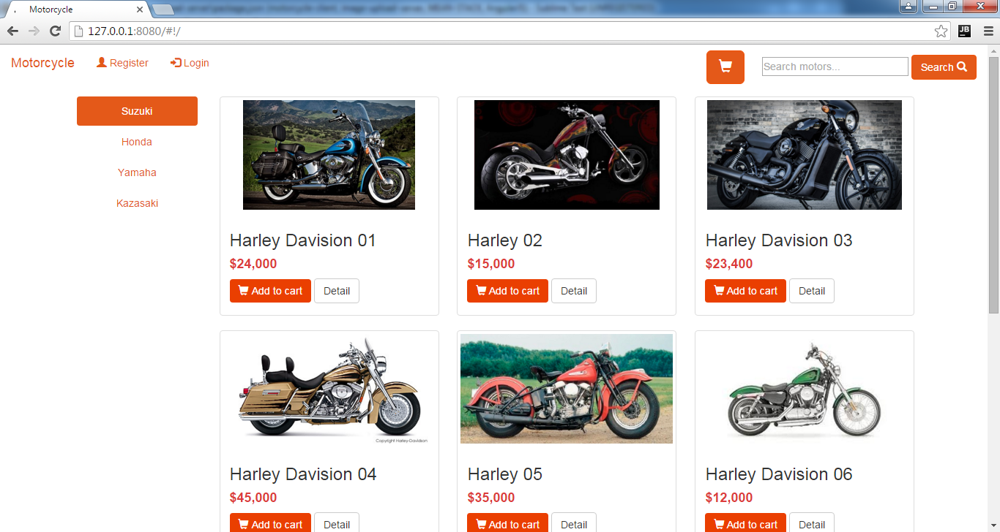 Motorcycle
127.0.0.1:8080/#!/
JB
Motorcycle Register Login Search motors... Search
Suzuki
Honda
Yamaha
Kazasaki
Harley Davision 01
$24,000
Add to cart Detail
Harley 02
$15,000
Add to cart Detail
Harley Davision 03
$23,400
Add to cart Detail
Copyright Harley-Davidson
Harley Davision 04
$45,000
Add to cart Detail
Harley 05
$35,000
Add to cart Detail
Harley Davision 06
$12,000
Add to cart Detail